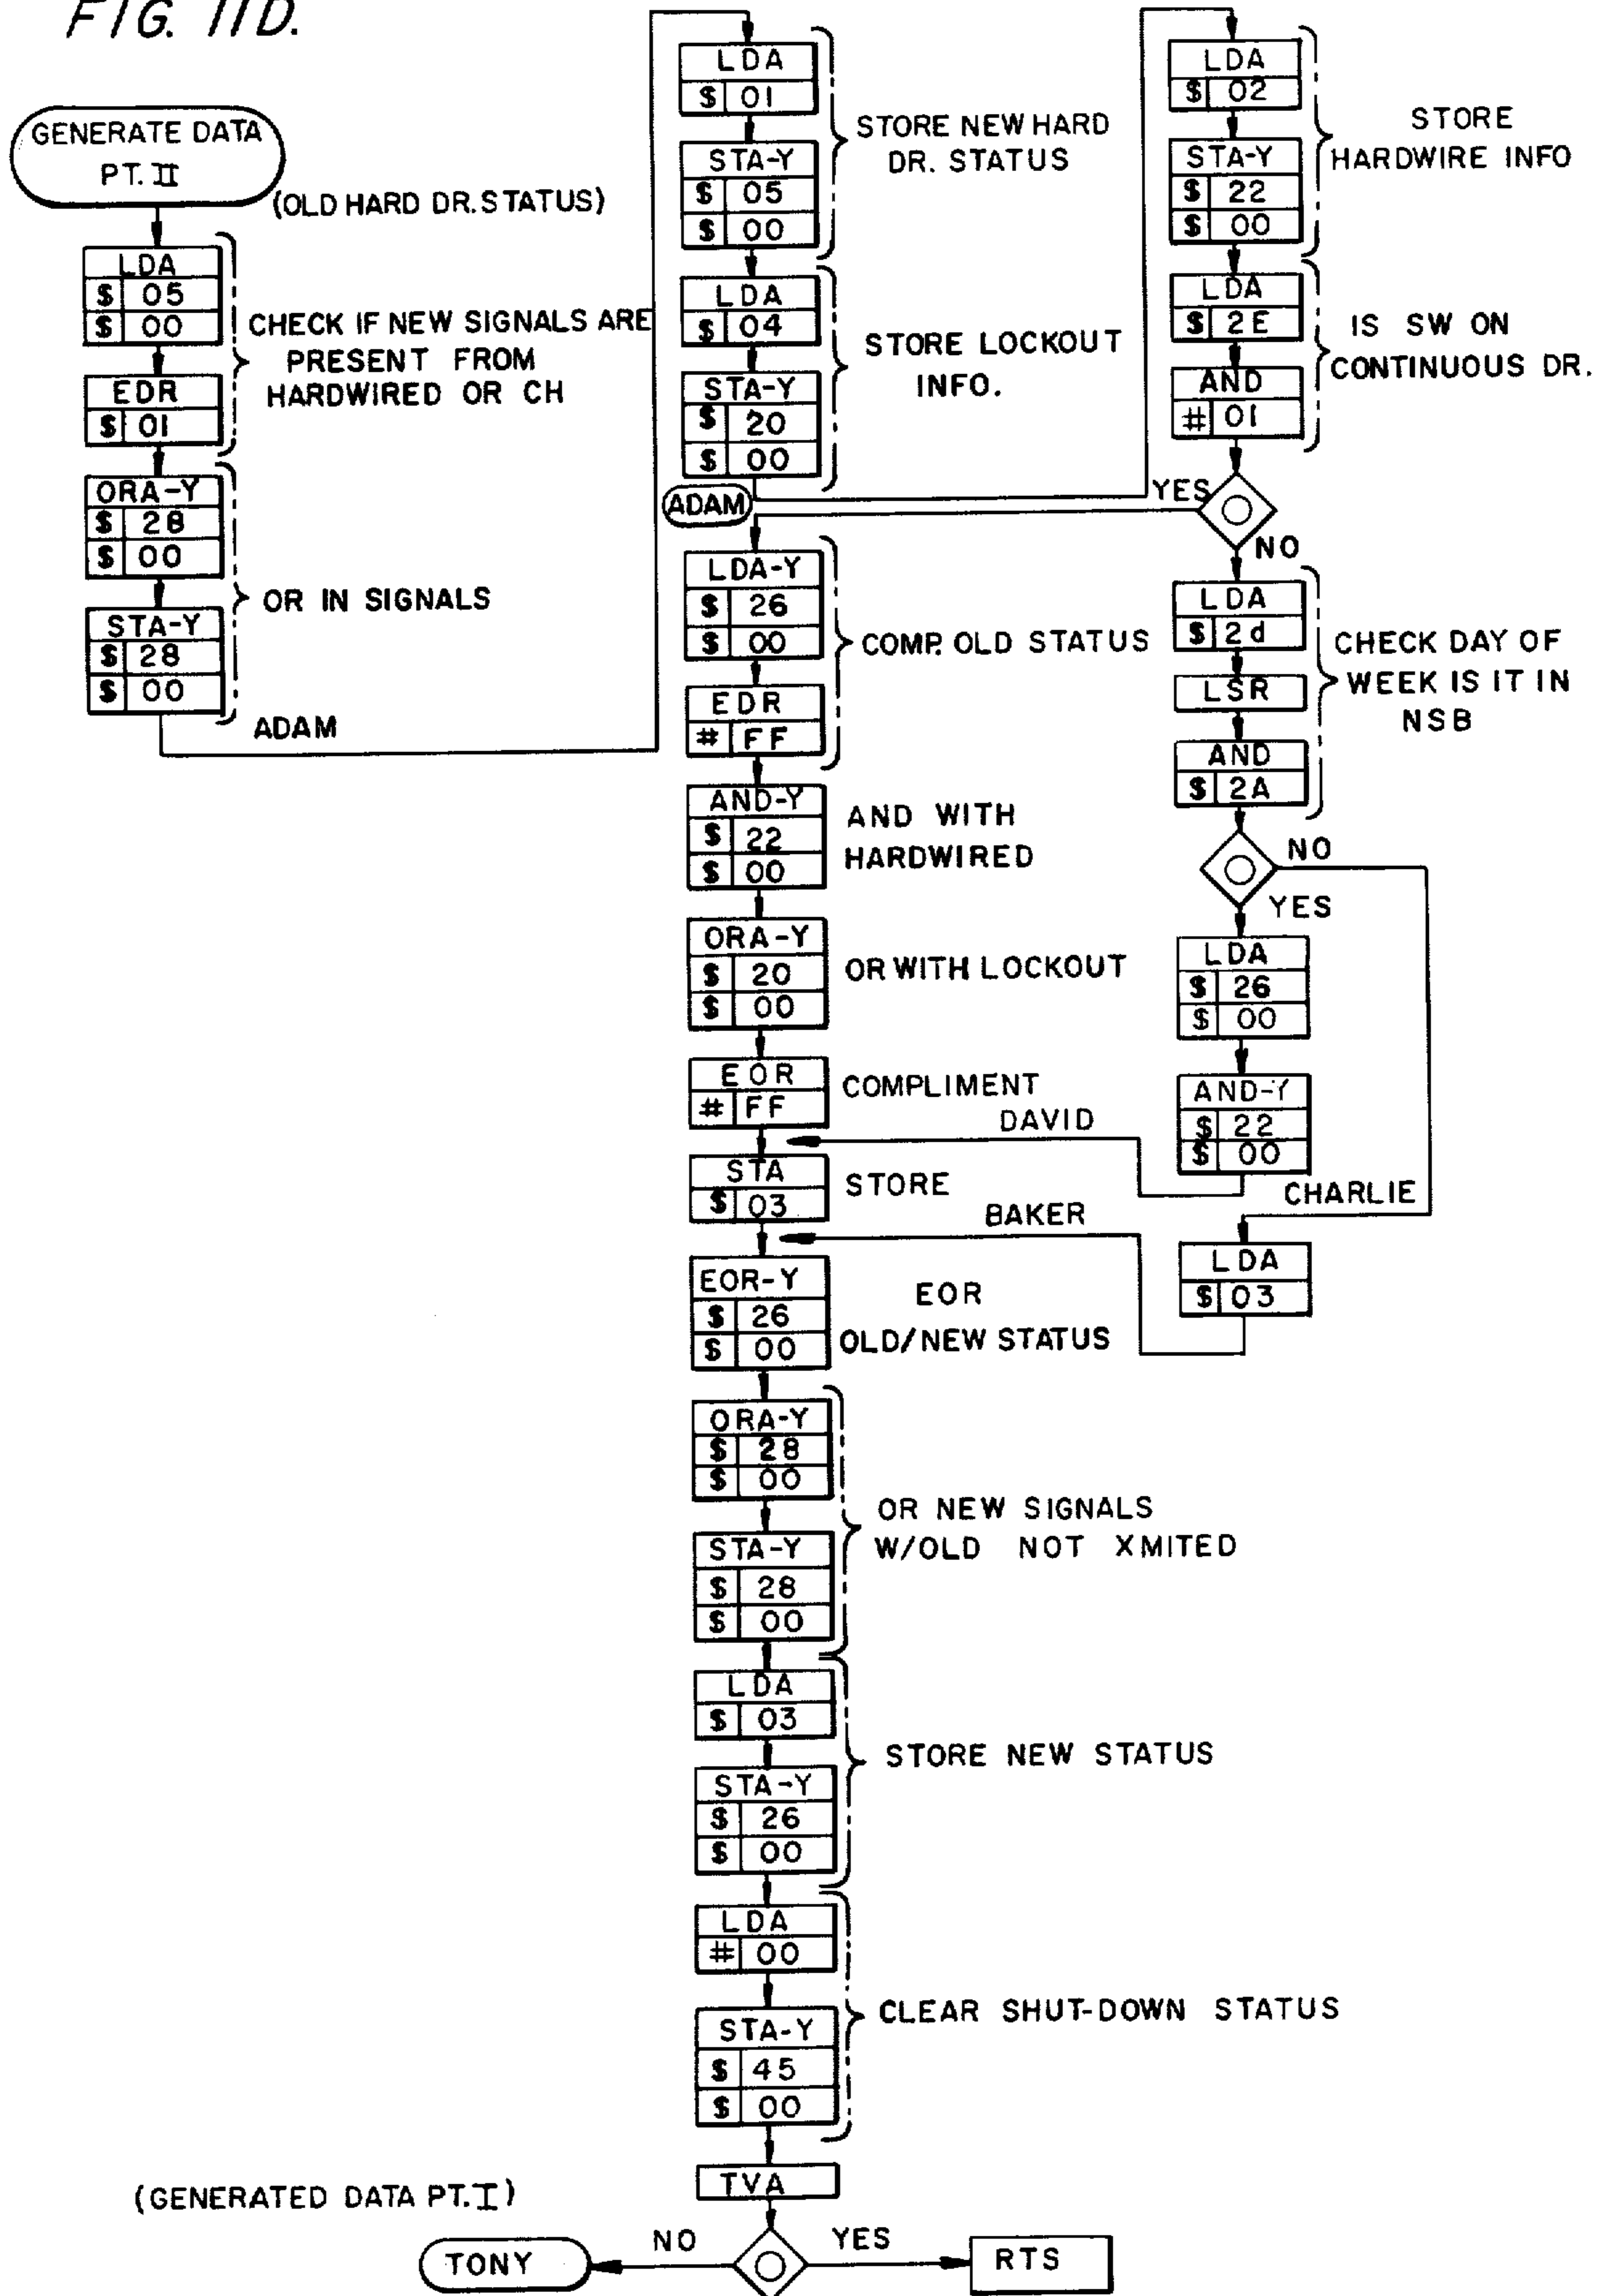 FIG. 11D.
GENERATE DATA
PT. II
(OLD HARD DR. STATUS)
LDA
$ 05
$ 00
EDR
$ 01
CHECK IF NEW SIGNALS ARE
PRESENT FROM
HARDWIRED OR CH
ORA-Y
$ 28
$ 00
STA-Y
$ 28
$ 00
OR IN SIGNALS
ADAM
LDA
$ 01
STA-Y
$ 05
$ 00
STORE NEW HARD
DR. STATUS
LDA
$ 04
STA-Y
$ 20
$ 00
STORE LOCKOUT
INFO.
ADAM
LDA-Y
$ 26
$ 00
EDR
# FF
COMP. OLD STATUS
AND-Y
$ 22
$ 00
AND WITH
HARDWIRED
ORA-Y
$ 20
$ 00
OR WITH LOCKOUT
EOR
# FF
COMPLIMENT
DAVID
STA
$ 03
STORE
BAKER
EOR-Y
$ 26
$ 00
EOR
OLD/NEW STATUS
ORA-Y
$ 28
$ 00
STA-Y
$ 28
$ 00
OR NEW SIGNALS
W/OLD NOT XMITED
LDA
$ 03
STA-Y
$ 26
$ 00
STORE NEW STATUS
LDA
# 00
STA-Y
$ 45
$ 00
CLEAR SHUT-DOWN STATUS
TVA
(GENERATED DATA PT. I)
NO
YES
TONY
RTS
LDA
$ 02
STA-Y
$ 22
$ 00
STORE
HARDWIRE INFO
LDA
$ 2E
AND
# 01
IS SW ON
CONTINUOUS DR.
YES
NO
LDA
$ 2d
LSR
AND
$ 2A
CHECK DAY OF
WEEK IS IT IN
NSB
NO
YES
LDA
$ 26
$ 00
AND-Y
$ 22
$ 00
CHARLIE
LDA
$ 03